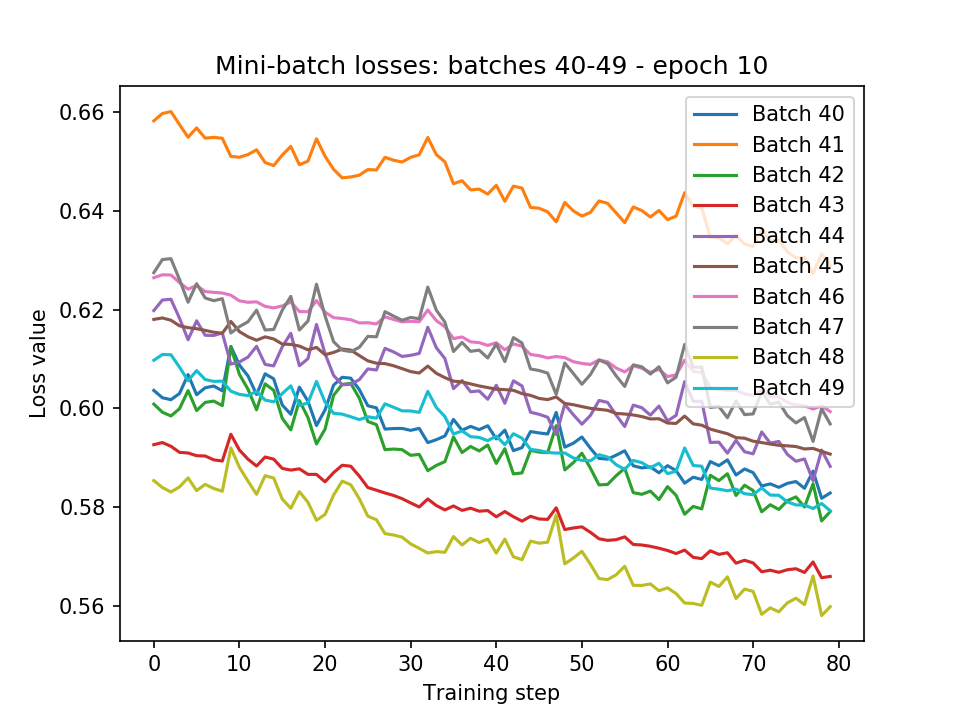 Mini-batch losses: batches 40-49 - epoch 10
0.66
0.64
0.62
0.60
0.58
0.56
Loss value
0
10
20
30
40
50
60
70
80
Training step
Batch 40
Batch 41
Batch 42
Batch 43
Batch 44
Batch 45
Batch 46
Batch 47
Batch 48
Batch 49